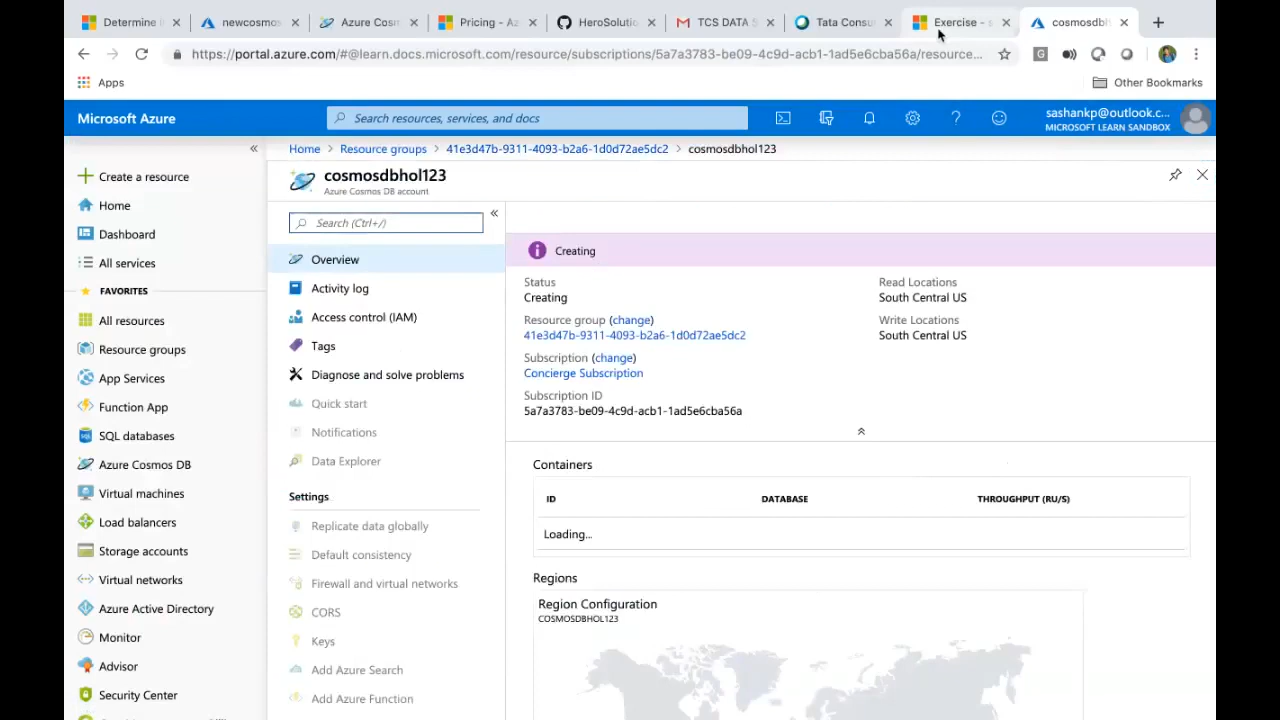 Determine t
newcosmos
Azure Cosm
Pricing - Az
HeroSolutio
TCS DATA S
Tata Consur
Exercise - s
cosmosdbh
https://portal.azure.com/#@learn.docs.microsoft.com/resource/subscriptions/5a7a3783-be09-4c9d-acb1-1ad5e6cba56a/resource...
Apps
Other Bookmarks
Microsoft Azure
Search resources, services, and docs
sashankp@outlook.c...
MICROSOFT LEARN SANDBOX
Create a resource
Home
Dashboard
All services
FAVORITES
All resources
Resource groups
App Services
Function App
SQL databases
Azure Cosmos DB
Virtual machines
Load balancers
Storage accounts
Virtual networks
Azure Active Directory
Monitor
Advisor
Security Center
Home > Resource groups > 41e3d47b-9311-4093-b2a6-1d0d72ae5dc2 > cosmosdbhol123
cosmosdbhol123
Azure Cosmos DB account
Search (Ctrl+/)
Overview
Activity log
Access control (IAM)
Tags
Diagnose and solve problems
Quick start
Notifications
Data Explorer
Settings
Replicate data globally
Default consistency
Firewall and virtual networks
CORS
Keys
Add Azure Search
Add Azure Function
Creating
Status
Creating
Resource group (change)
41e3d47b-9311-4093-b2a6-1d0d72ae5dc2
Subscription (change)
Concierge Subscription
Subscription ID
5a7a3783-be09-4c9d-acb1-1ad5e6cba56a
Read Locations
South Central US
Write Locations
South Central US
Containers
ID DATABASE THROUGHPUT (RU/S)
Loading...
Regions
Region Configuration
COSMOSDBHOL123